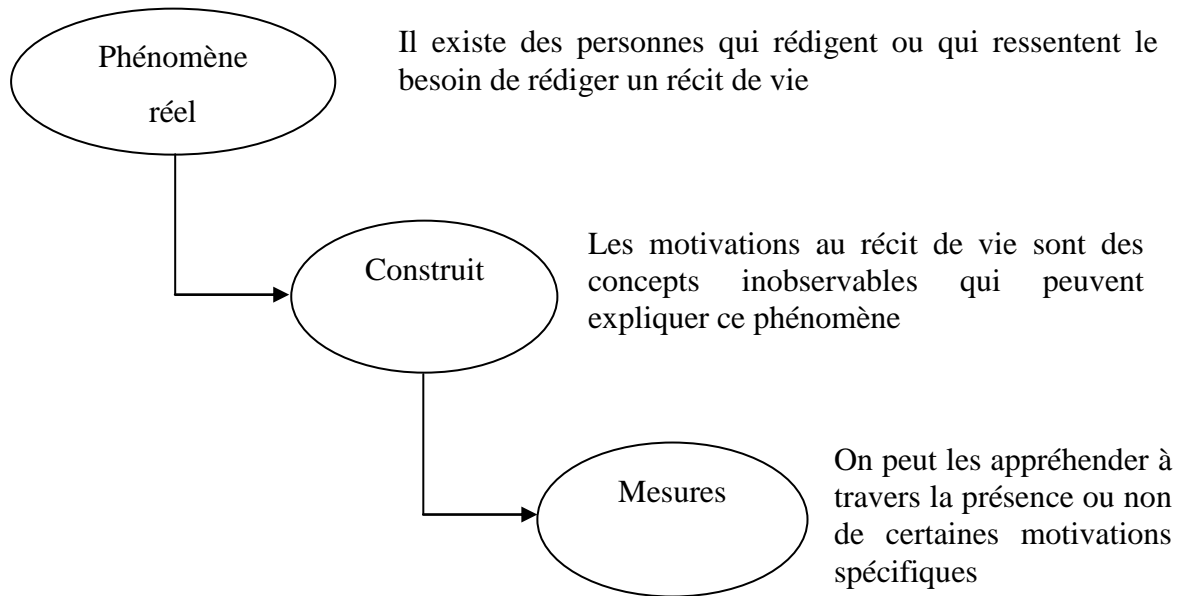 Phénomène
réel
Il existe des personnes qui rédigent ou qui ressentent le
besoin de rédiger un récit de vie
Construit
Les motivations au récit de vie sont des
concepts inobservables qui peuvent
expliquer ce phénomène
Mesures
On peut les appréhender à
travers la présence ou non
de certaines motivations
spécifiques